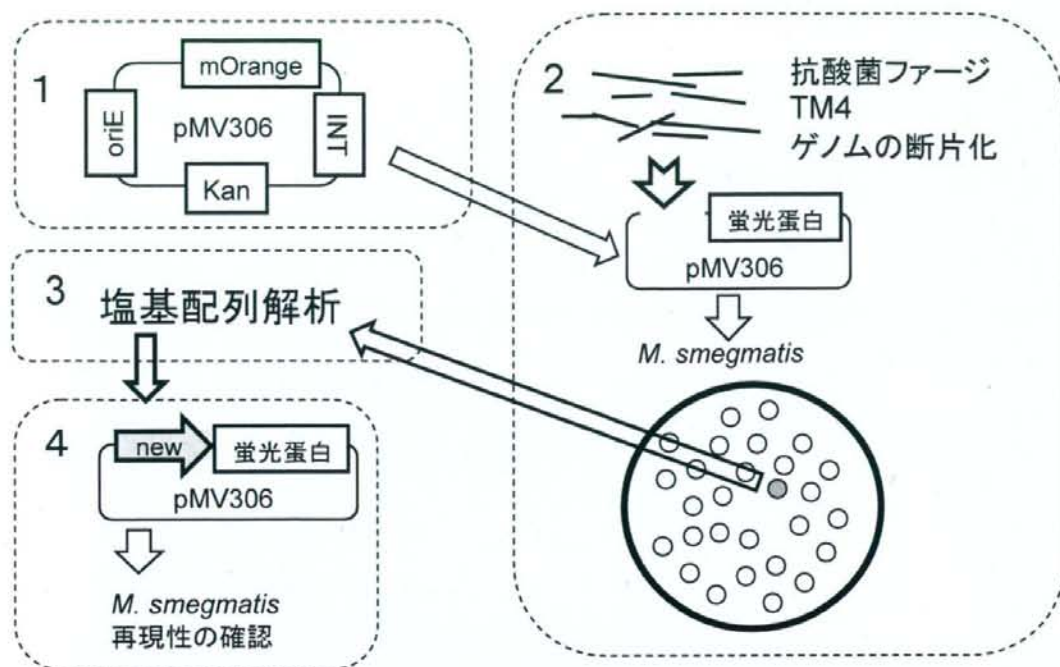 1
mOrange
oriE
pMV306
INT
Kan
2
抗酸菌ファージ
TM4
ゲノムの断片化
蛍光蛋白
pMV306
M. smegmatis
3
塩基配列解析
4
new
蛍光蛋白
pMV306
M. smegmatis
再現性の確認